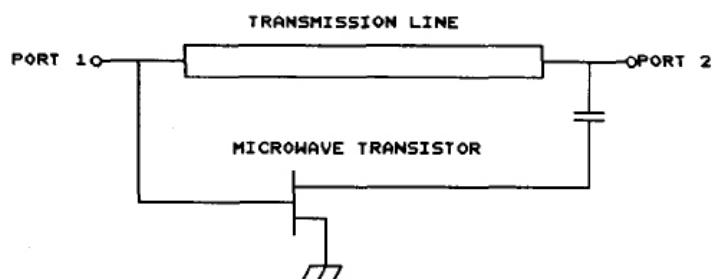 TRANSMISSION LINE
PORT 1
PORT 2
MICROWAVE TRANSISTOR